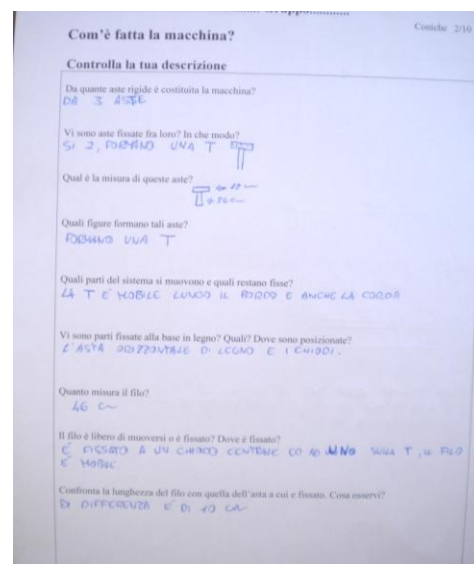 Gruppo..............
Coniche 2/10
Com'è fatta la macchina?
Controlla la tua descrizione
Da quante aste rigide è costituita la macchina?
DA 3 ASTE
Vi sono aste fissate fra loro? In che modo?
SI 2, FORMANO UNA T
Qual è la misura di queste aste?
Quali figure formano tali aste?
FORMANO UNA T
Quali parti del sistema si muovono e quali restano fisse?
LA T E' MOBILE LUNGO IL BORDO E ANCHE LA CORDA
Vi sono parti fissate alla base in legno? Quali? Dove sono posizionate?
L'ASTA ORIZZONTALE DI LEGNO E I CHIODI.
Quanto misura il filo?
46 cm
Il filo è libero di muoversi o è fissato? Dove è fissato?
E' FISSATO A UN CHIODO CENTRALE E UNO SULLA T, IL FILO
E' MOBILE.
Confronta la lunghezza del filo con quella dell'asta a cui e fissato. Cosa osservi?
DIFFERENZA E' DI 10 cm